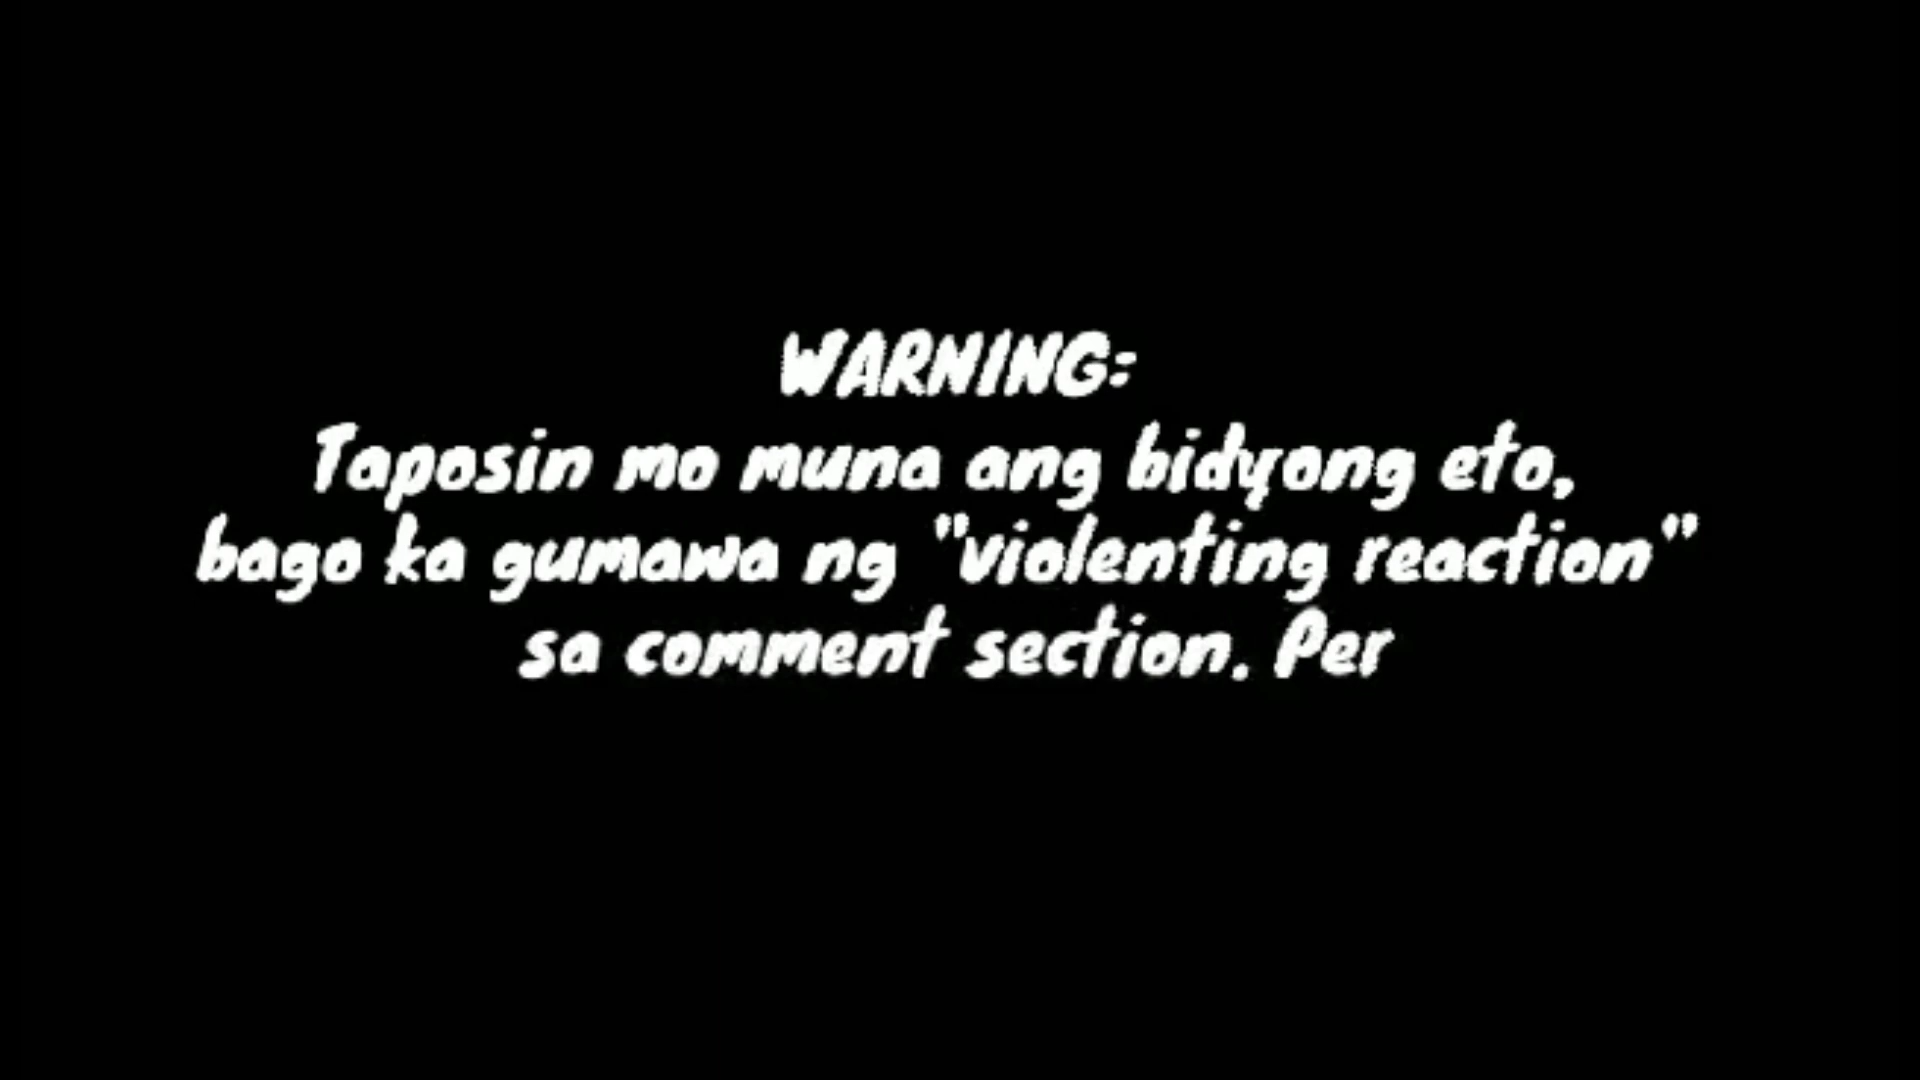 WARNING:
Taposin mo muna ang bidyong eto,
bago ka gumawa ng "violenting reaction"
sa comment section. Per